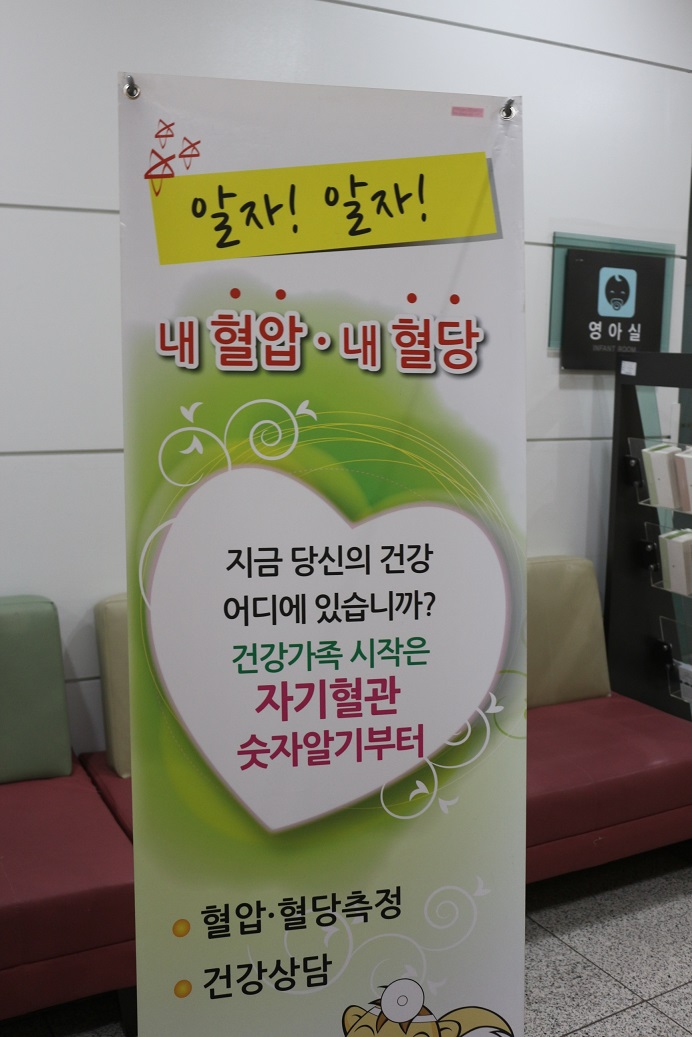 알자! 알자!
내 혈압·내 혈당
지금 당신의 건강
어디에 있습니까?
건강가족 시작은
자기혈관
숫자알기부터
혈압·혈당측정
건강상담
영아실
INFANT ROOM